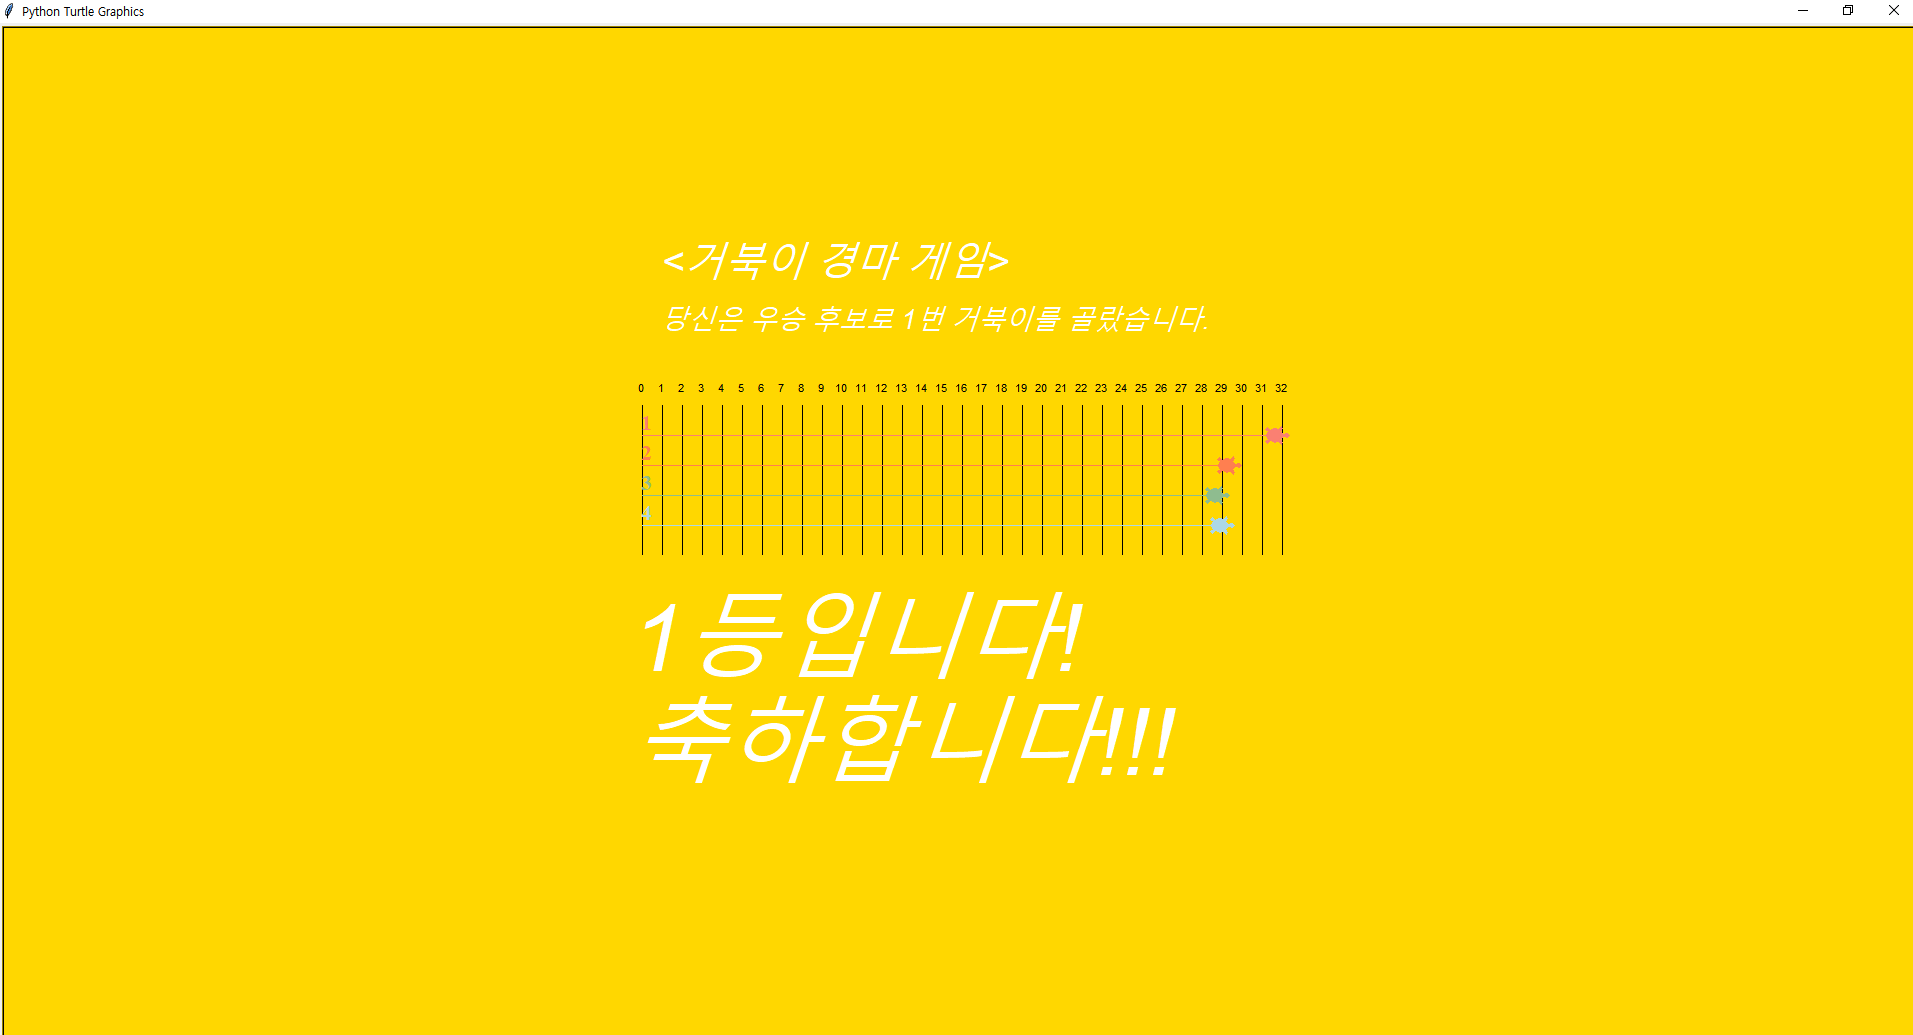 Python Turtle Graphics
<거북이 경마 게임>
당신은 우승 후보로 1번 거북이를 골랐습니다.
0 1 2 3 4 5 6 7 8 9 10 11 12 13 14 15 16 17 18 19 20 21 22 23 24 25 26 27 28 29 30 31 32
1
2
3
4
1등입니다!
축하합니다!!!